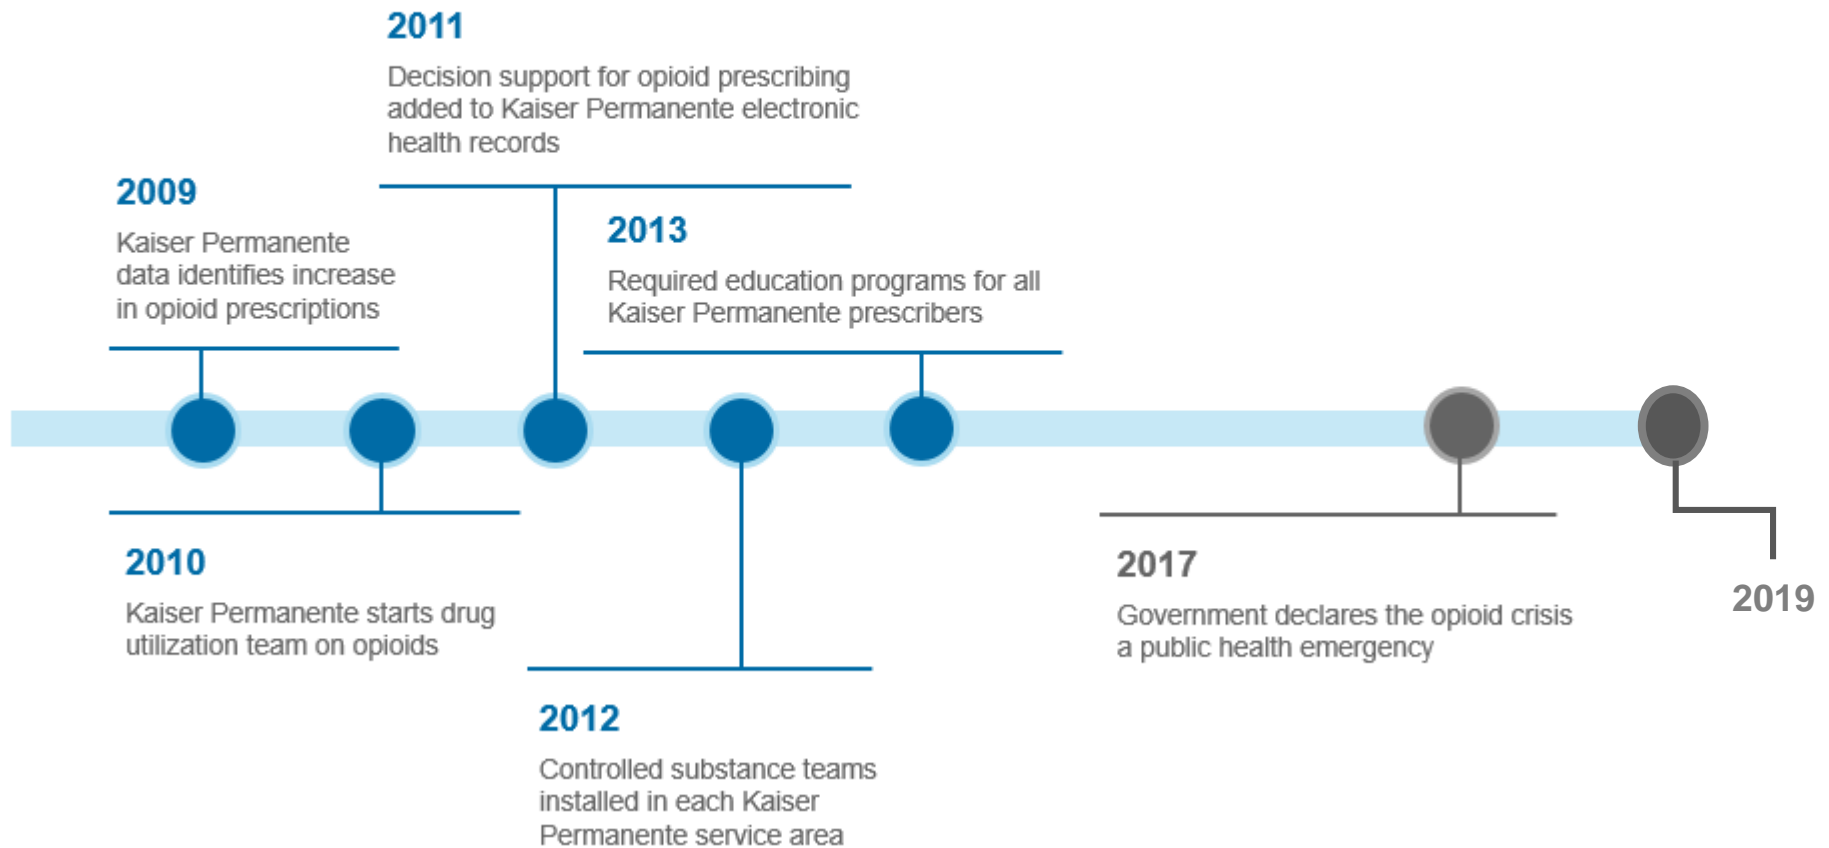 2011
Decision support for opioid prescribing
added to Kaiser Permanente electronic
health records
2009
Kaiser Permanente
data identifies increase
in opioid prescriptions
2013
Required education programs for all
Kaiser Permanente prescribers
2010
Kaiser Permanente starts drug
utilization team on opioids
2012
Controlled substance teams
installed in each Kaiser
Permanente service area
2017
Government declares the opioid crisis
a public health emergency
2019